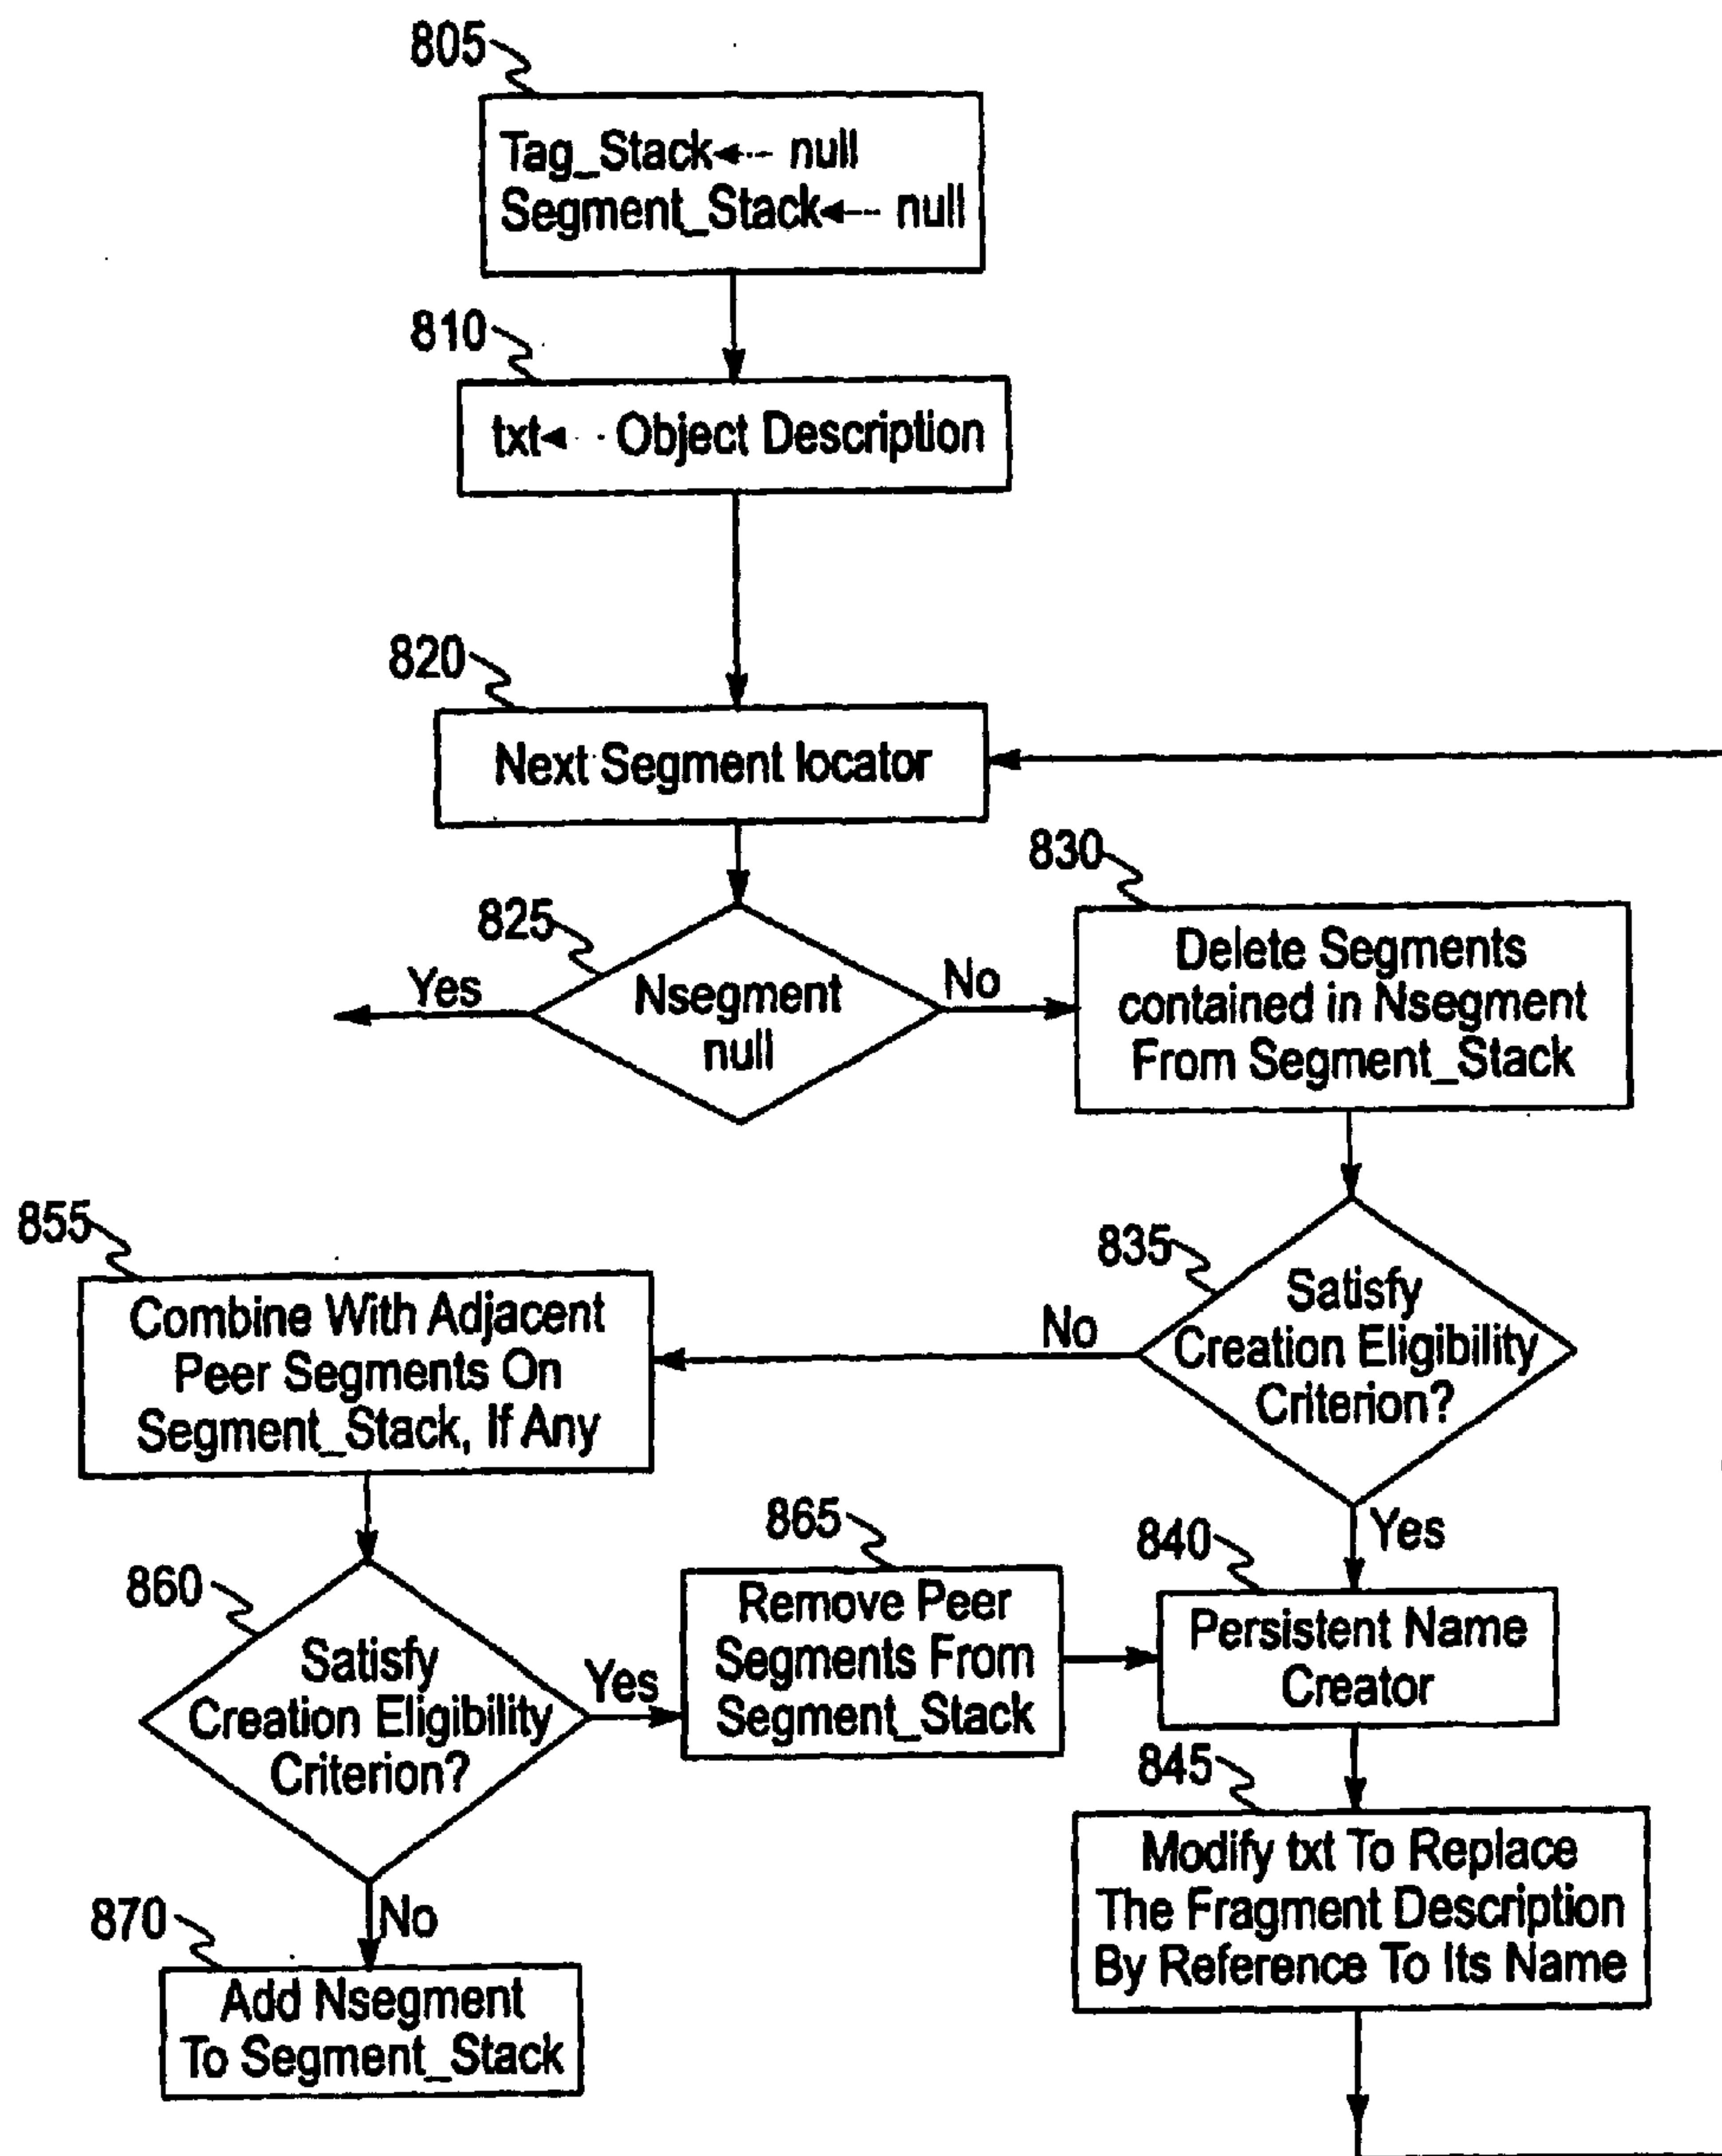 805
Tag_Stack◄-- null
Segment_Stack◄-- null
810
txt◄-- Object Description
820
Next Segment locator
825
Nsegment
null
Yes
No
830
Delete Segments
contained in Nsegment
From Segment_Stack
835
Satisfy
Creation Eligibility
Criterion?
No
Yes
855
Combine With Adjacent
Peer Segments On
Segment_Stack, If Any
860
Satisfy
Creation Eligibility
Criterion?
Yes
No
865
Remove Peer
Segments From
Segment_Stack
840
Persistent Name
Creator
845
Modify txt To Replace
The Fragment Description
By Reference To Its Name
870
Add Nsegment
To Segment_Stack